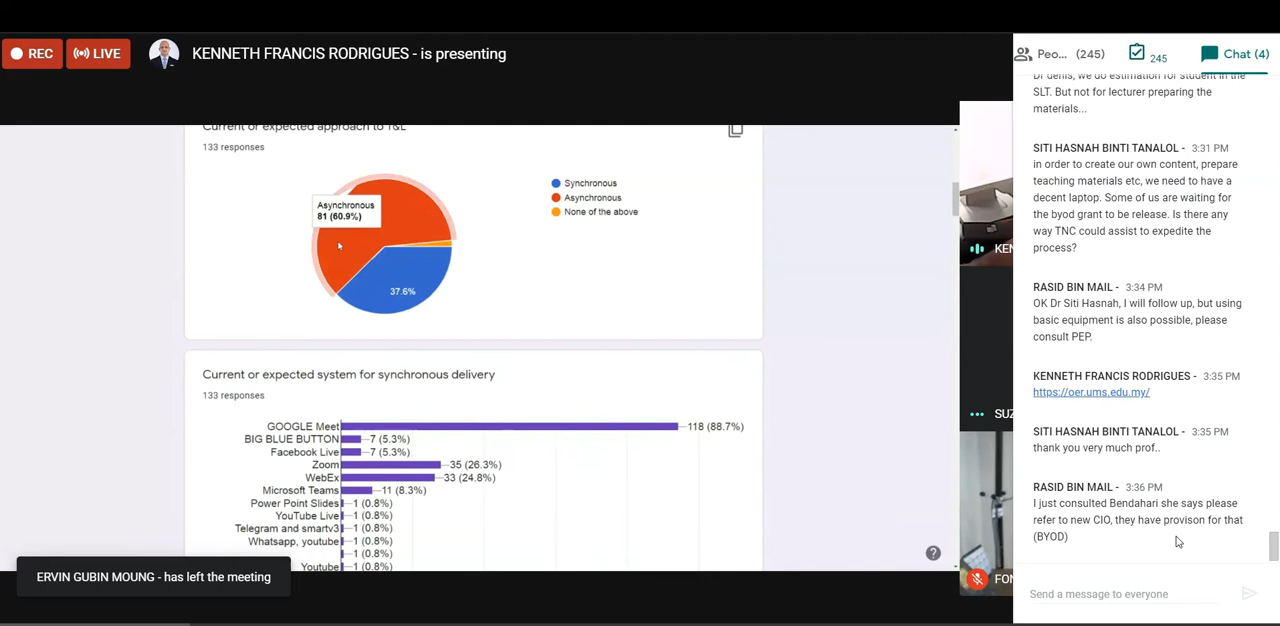 REC
LIVE
KENNETH FRANCIS RODRIGUES - is presenting
Peo... (245)
245
Chat (4)
Current or expected approach to T&L
133 responses
Asynchronous
81 (60.9%)
37.6%
Synchronous
Asynchronous
None of the above
Current or expected system for synchronous delivery
133 responses
GOOGLE Meet 118 (88.7%)
BIG BLUE BUTTON 7 (5.3%)
Facebook Live 7 (5.3%)
Zoom 35 (26.3%)
WebEx 33 (24.8%)
Microsoft Teams 11 (8.3%)
Power Point Slides 1 (0.8%)
YouTube Live 1 (0.8%)
Telegram and smartv3 1 (0.8%)
Whatsapp, youtube 1 (0.8%)
1 (0.8%)
Youtube 1 (0.8%)
ERVIN GUBIN MOUNG - has left the meeting
KEN
SUZ
FON
Dr denis, we do estimation for student in the
SLT. But not for lecturer preparing the
materials...
SITI HASNAH BINTI TANALOL - 3:31 PM
in order to create our own content, prepare
teaching materials etc, we need to have a
decent laptop. Some of us are waiting for
the byod grant to be release. Is there any
way TNC could assist to expedite the
process?
RASID BIN MAIL - 3:34 PM
OK Dr Siti Hasnah, I will follow up, but using
basic equipment is also possible, please
consult PEP.
KENNETH FRANCIS RODRIGUES - 3:35 PM
https://oer.ums.edu.my/
SITI HASNAH BINTI TANALOL - 3:35 PM
thank you very much prof..
RASID BIN MAIL - 3:36 PM
I just consulted Bendahari she says please
refer to new CIO, they have provison for that
(BYOD)
Send a message to everyone